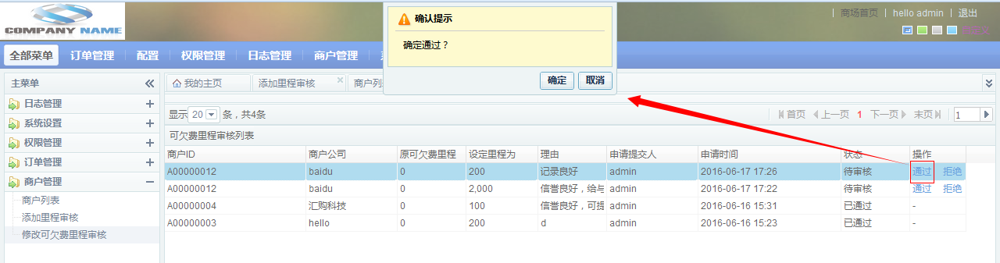 COMPANY NAME
商场首页 hello admin 退出
全部菜单 订单管理 配置 权限管理 日志管理 商户管理
确认提示
确定通过？
确定 取消
主菜单
日志管理
系统设置
权限管理
订单管理
商户管理
商户列表
添加里程审核
修改可欠费里程审核
我的主页 添加里程审核 商户列
显示 20 条，共4条
首页 上一页 1 下一页 末页 1
可欠费里程审核列表
商户ID 商户公司 原可欠费里程 设定里程为 理由 申请提交人 申请时间 状态 操作
A00000012 baidu 0 200 记录良好 admin 2016-06-17 17:26 待审核 通过 拒绝
A00000012 baidu 0 2,000 信誉良好，给与 admin 2016-06-17 17:22 待审核 通过 拒绝
A00000004 汇购科技 0 100 信誉良好，可提 admin 2016-06-16 15:31 已通过 -
A00000003 hello 0 200 d admin 2016-06-16 15:23 已通过 -